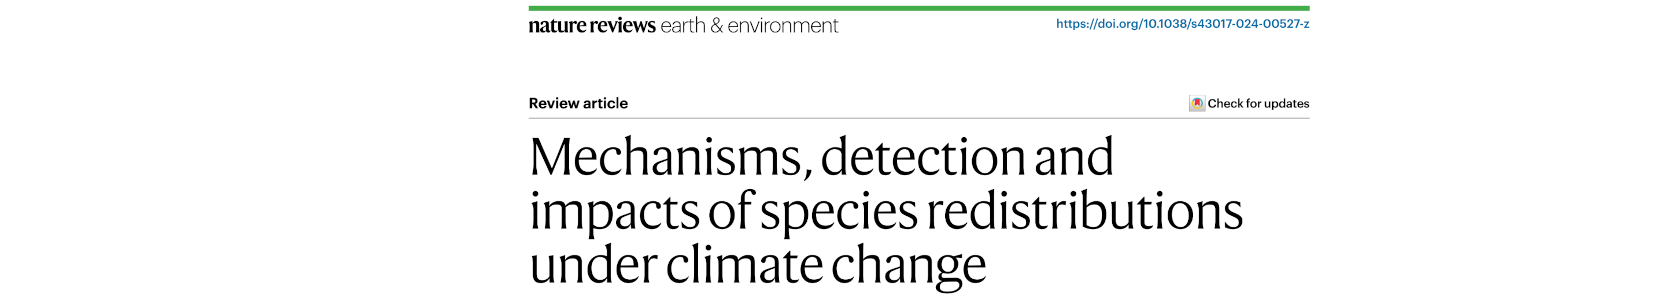 nature reviews earth & environment
https://doi.org/10.1038/s43017-024-00527-z
Review article
Check for updates
Mechanisms, detection and
impacts of species redistributions
under climate change